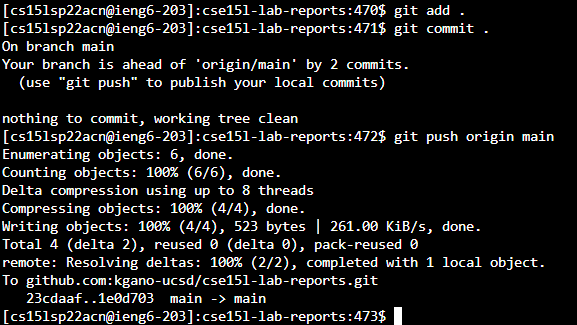 [cs15lsp22acn@ieng6-203]:cse15l-lab-reports:470$ git add .
[cs15lsp22acn@ieng6-203]:cse15l-lab-reports:471$ git commit .
On branch main
Your branch is ahead of 'origin/main' by 2 commits.
  (use "git push" to publish your local commits)

nothing to commit, working tree clean
[cs15lsp22acn@ieng6-203]:cse15l-lab-reports:472$ git push origin main
Enumerating objects: 6, done.
Counting objects: 100% (6/6), done.
Delta compression using up to 8 threads
Compressing objects: 100% (4/4), done.
Writing objects: 100% (4/4), 523 bytes | 261.00 KiB/s, done.
Total 4 (delta 2), reused 0 (delta 0), pack-reused 0
remote: Resolving deltas: 100% (2/2), completed with 1 local object.
To github.com:kgano-ucsd/cse15l-lab-reports.git
   23cdaaf..1e0d703  main -> main
[cs15lsp22acn@ieng6-203]:cse15l-lab-reports:473$